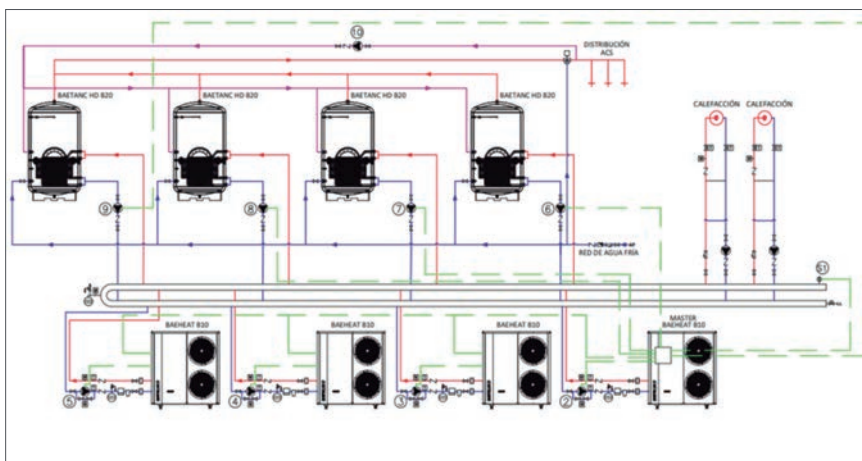 10
DISTRIBUCIÓN
ACS
BAETANC HD 820
BAETANC HD 820
BAETANC HD 820
BAETANC HD 820
CALEFACCIÓN
CALEFACCIÓN
9
8
7
6
RED DE AGUA FRÍA
S1
MASTER
BAEHEAT 810
BAEHEAT 810
BAEHEAT 810
BAEHEAT 810
5
4
3
2